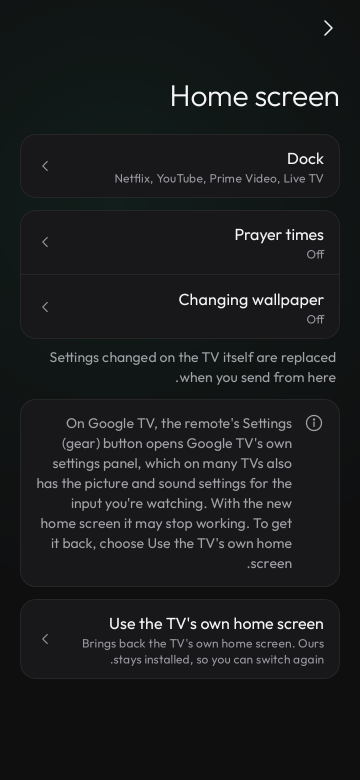 Home screen
Dock
Netflix, YouTube, Prime Video, Live TV
Prayer times
Off
Changing wallpaper
Off
Settings changed on the TV itself are replaced
when you send from here.
On Google TV, the remote's Settings
(gear) button opens Google TV's own
settings panel, which on many TVs also
has the picture and sound settings for the
input you're watching. With the new
home screen it may stop working. To get
it back, choose Use the TV's own home
screen.
Use the TV's own home screen
Brings back the TV's own home screen. Ours
stays installed, so you can switch again.